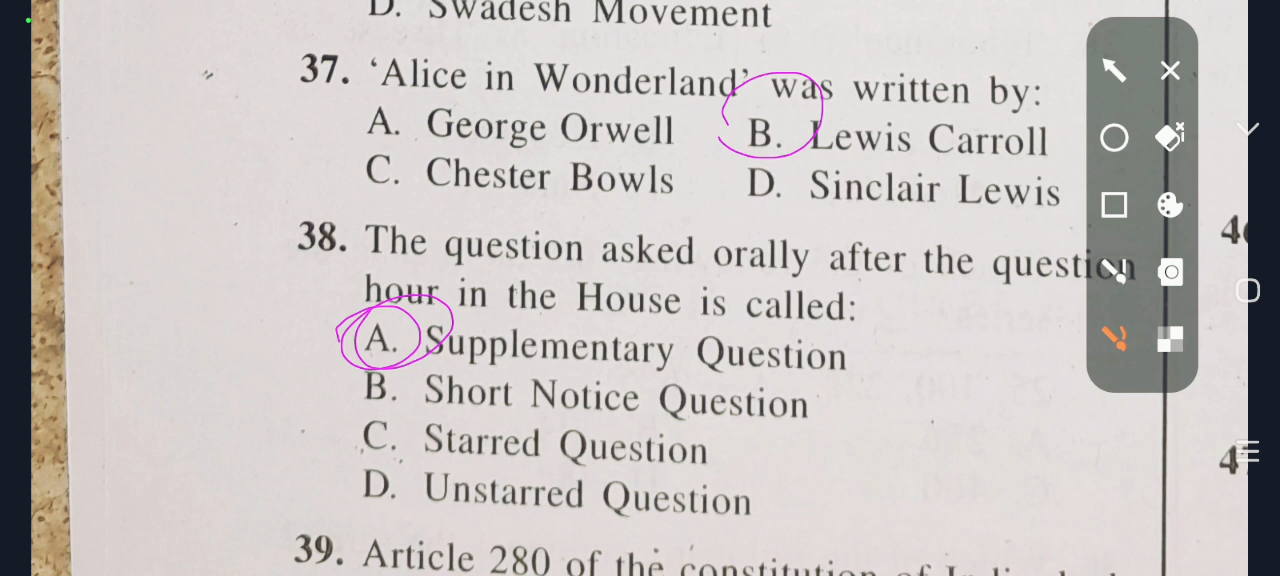 D. Swadesh Movement
37. ‘Alice in Wonderland’ was written by:
A. George Orwell B. Lewis Carroll
C. Chester Bowls D. Sinclair Lewis
38. The question asked orally after the question
hour in the House is called:
A. Supplementary Question
B. Short Notice Question
C. Starred Question
D. Unstarred Question
39. Article 280 of the constitution of